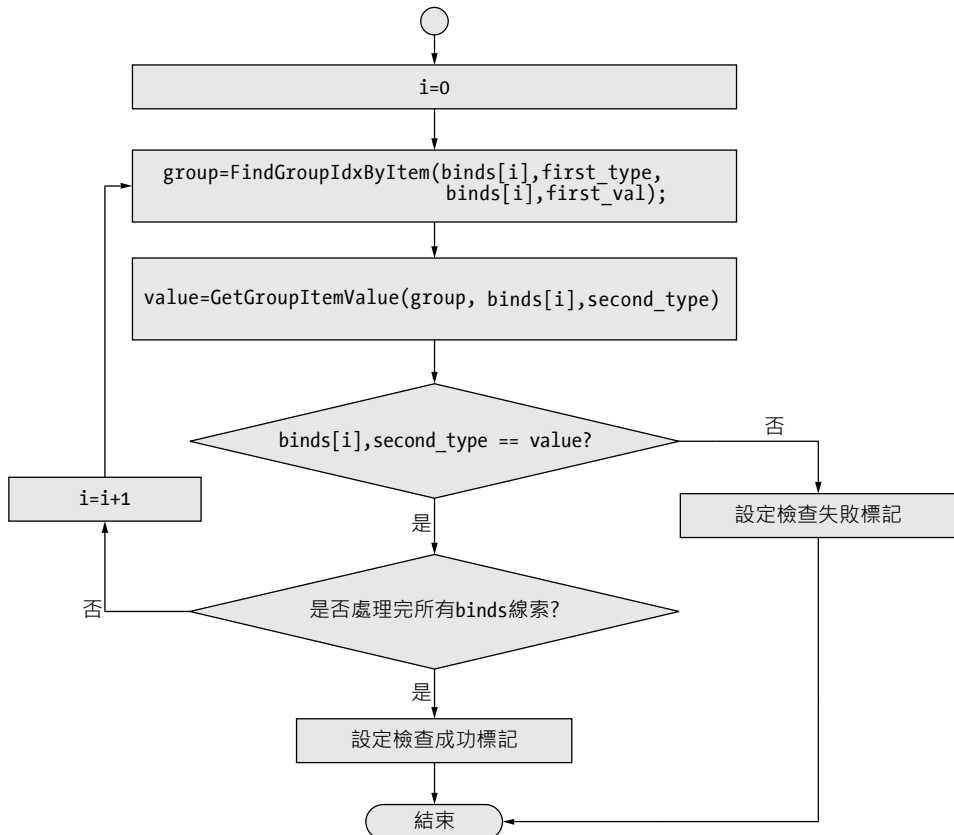 i=0
group=FindGroupIdxByItem(binds[i],first_type,
binds[i],first_val);
value=GetGroupItemValue(group, binds[i],second_type)
binds[i],second_type == value?
否
i=i+1
設定檢查失敗標記
是
是否處理完所有binds線索?
否
是
設定檢查成功標記
結束